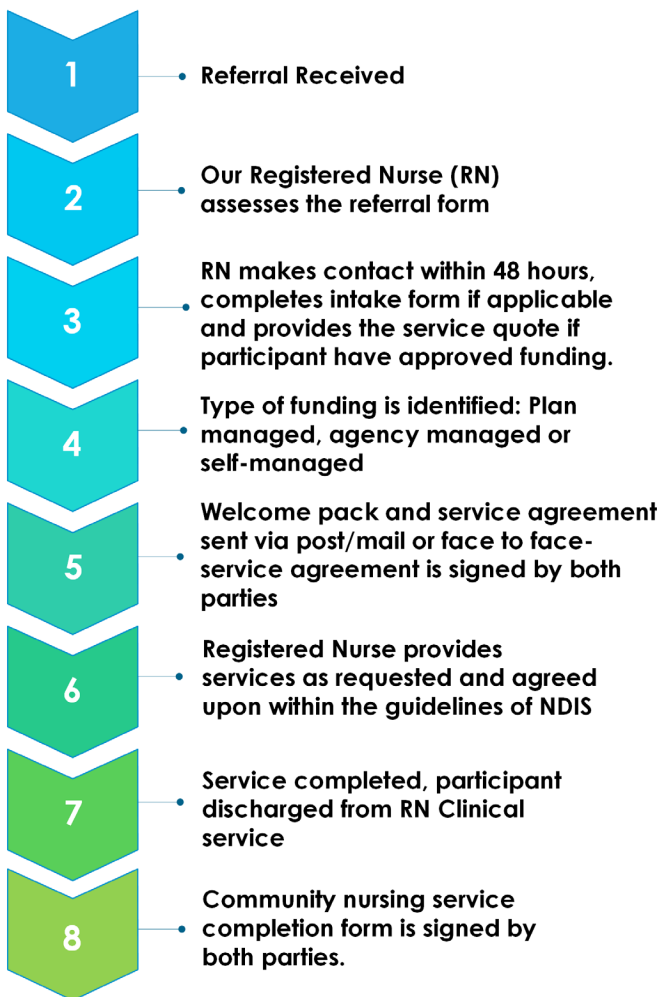 1
Referral Received
2
Our Registered Nurse (RN)
assesses the referral form
3
RN makes contact within 48 hours,
completes intake form if applicable
and provides the service quote if
participant have approved funding.
4
Type of funding is identified: Plan
managed, agency managed or
self-managed
5
Welcome pack and service agreement
sent via post/mail or face to face-
service agreement is signed by both
parties
6
Registered Nurse provides
services as requested and agreed
upon within the guidelines of NDIS
7
Service completed, participant
discharged from RN Clinical
service
8
Community nursing service
completion form is signed by
both parties.